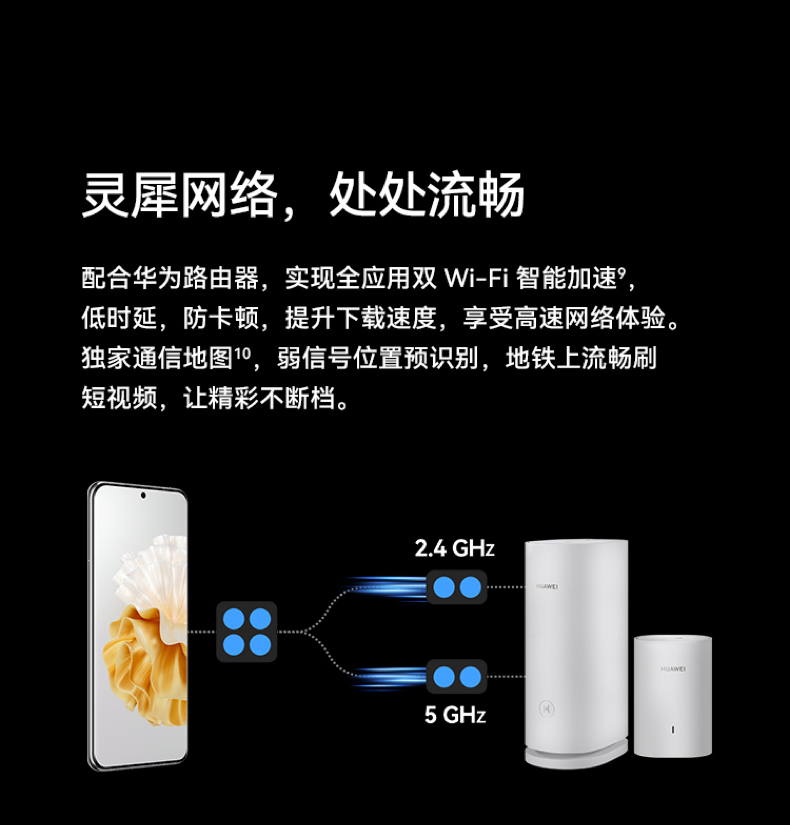 灵犀网络，处处流畅
配合华为路由器，实现全应用双 Wi-Fi 智能加速⁹，
低时延，防卡顿，提升下载速度，享受高速网络体验。
独家通信地图¹⁰，弱信号位置预识别，地铁上流畅刷
短视频，让精彩不断档。
2.4 GHz
HUAWEI
HUAWEI
5 GHz